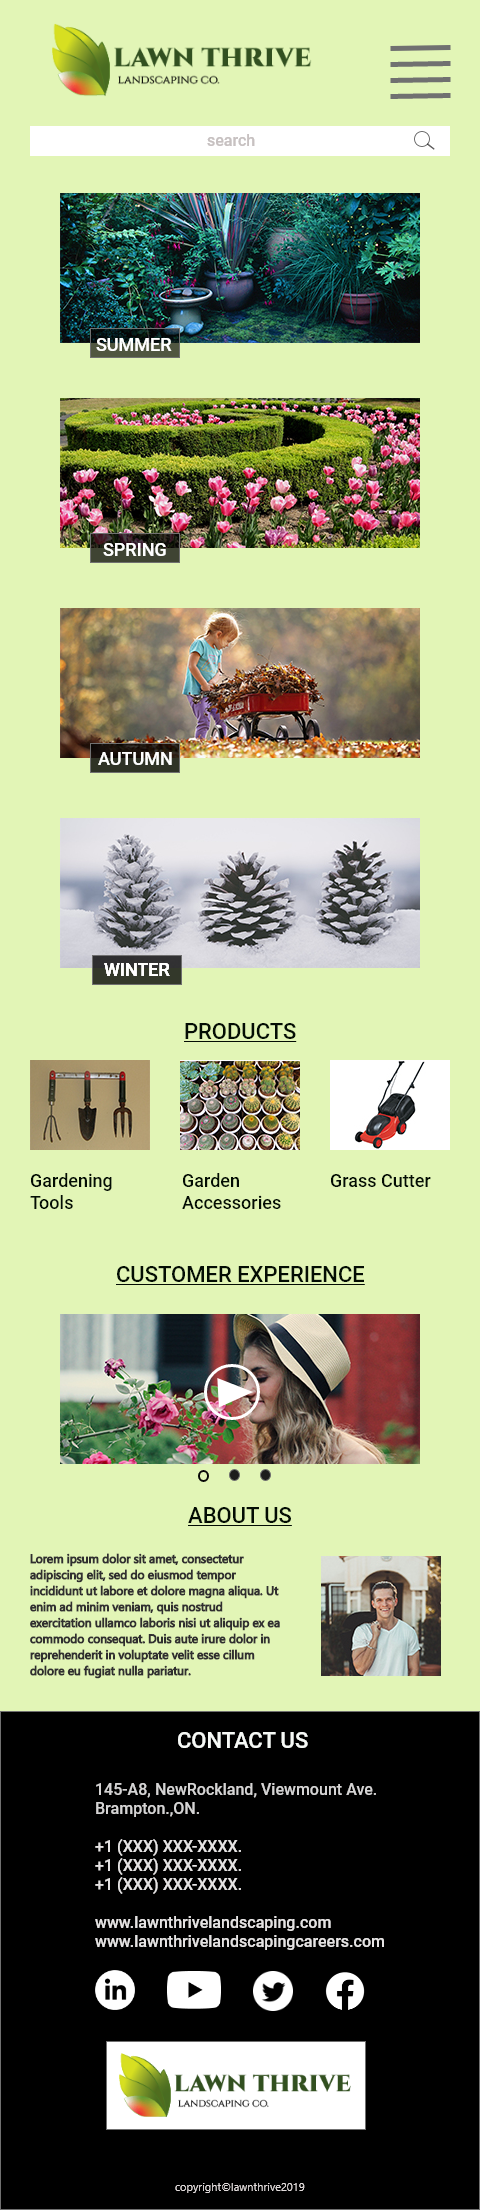 LAWN THRIVE
LANDSCAPING CO.
search
SUMMER
SPRING
AUTUMN
WINTER
PRODUCTS
Gardening
Tools
Garden
Accessories
Grass Cutter
CUSTOMER EXPERIENCE
ABOUT US
Lorem ipsum dolor sit amet, consectetur
adipiscing elit, sed do eiusmod tempor
incididunt ut labore et dolore magna aliqua. Ut
enim ad minim veniam, quis nostrud
exercitation ullamco laboris nisi ut aliquip ex ea
commodo consequat. Duis aute irure dolor in
reprehenderit in voluptate velit esse cillum
dolore eu fugiat nulla pariatur.
CONTACT US
145-A8, NewRockland, Viewmount Ave.
Brampton.,ON.
+1 (XXX) XXX-XXXX.
+1 (XXX) XXX-XXXX.
+1 (XXX) XXX-XXXX.
www.lawnthrivelandscaping.com
www.lawnthrivelandscapingcareers.com
in
LAWN THRIVE
LANDSCAPING CO.
copyright©lawnthrive2019